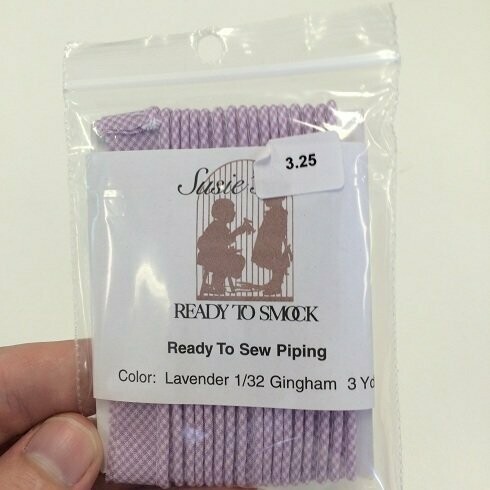 3.25
Susie's
READY TO SMOCK
Ready To Sew Piping
Color: Lavender 1/32 Gingham 3 Yd